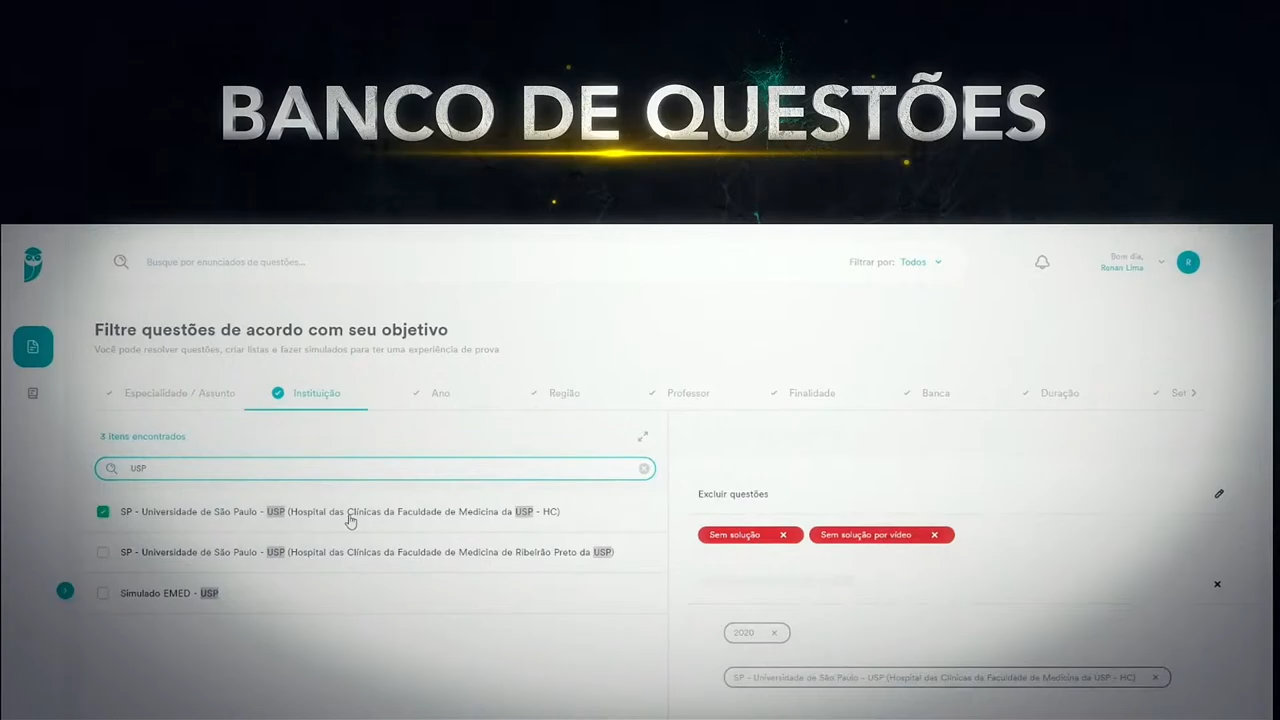 BANCO DE QUESTÕES
Busque por enunciados de questões...
Filtrar por: Todos
Bom dia,
Renan Lima
R
Filtre questões de acordo com seu objetivo
Você pode resolver questões, criar listas e fazer simulados para ter uma experiência de prova
Especialidade / Assunto
Instituição
Ano
Região
Professor
Finalidade
Banca
Duração
Set
3 itens encontrados
USP
SP - Universidade de São Paulo - USP (Hospital das Clínicas da Faculdade de Medicina da USP - HC)
SP - Universidade de São Paulo - USP (Hospital das Clínicas da Faculdade de Medicina de Ribeirão Preto da USP)
Simulado EMED - USP
Excluir questões
Sem solução
Sem solução por vídeo
2020
SP - Universidade de São Paulo - USP (Hospital das Clínicas da Faculdade de Medicina da USP - HC)